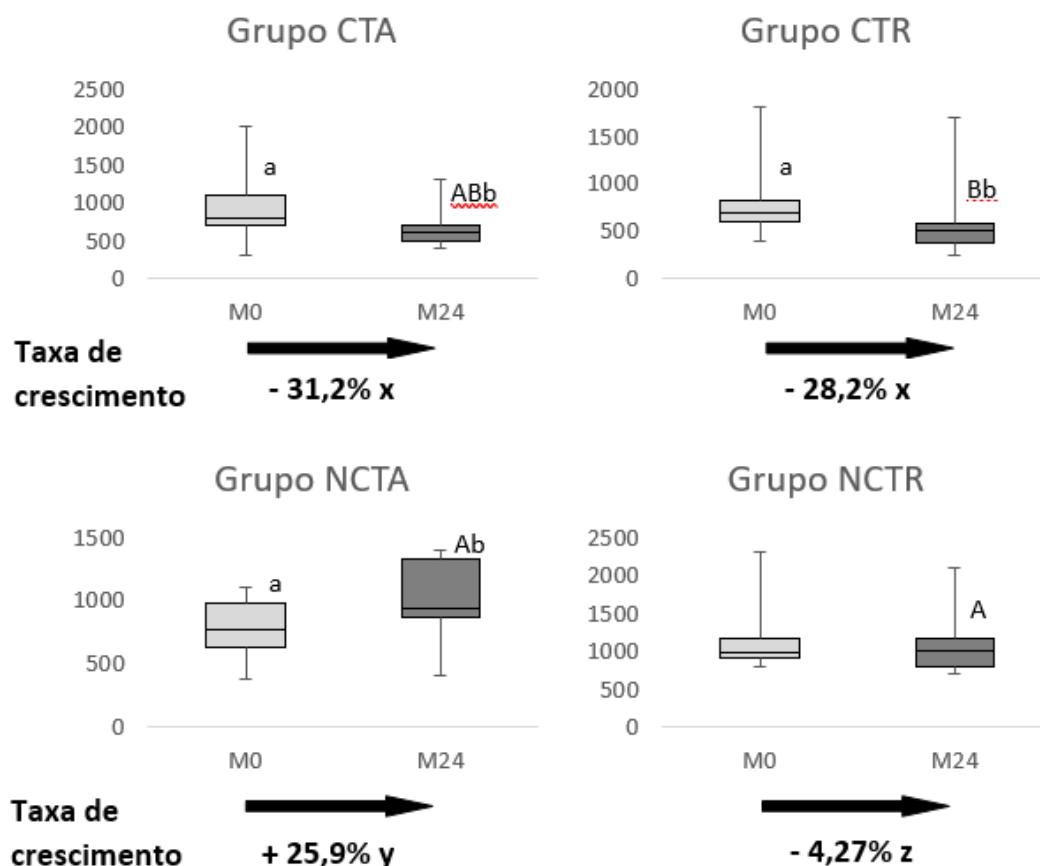 Grupo CTA
2500
2000
1500
1000
500
0
a
ABb
M0 M24
Taxa de
crescimento
- 31,2% x
Grupo CTR
2000
1500
1000
500
0
a
Bb
M0 M24
- 28,2% x
Grupo NCTA
1500
1000
500
0
a
Ab
M0 M24
Taxa de
crescimento
+ 25,9% y
Grupo NCTR
2500
2000
1500
1000
500
0
A
M0 M24
- 4,27% z